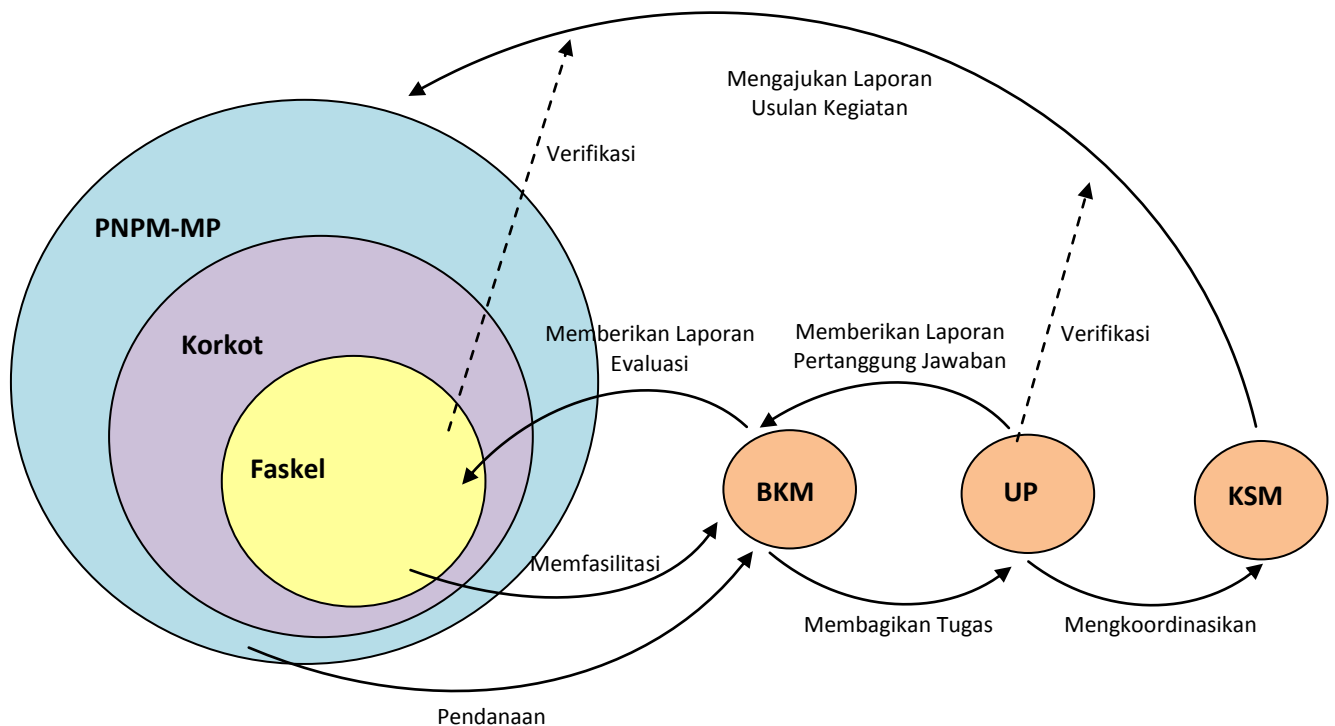 Mengajukan Laporan
Usulan Kegiatan
Verifikasi
PNPM-MP
Korkot
Memberikan Laporan
Evaluasi
Memberikan Laporan
Pertanggung Jawaban
Verifikasi
Faskel
BKM
UP
KSM
Memfasilitasi
Membagikan Tugas
Mengkoordinasikan
Pendanaan